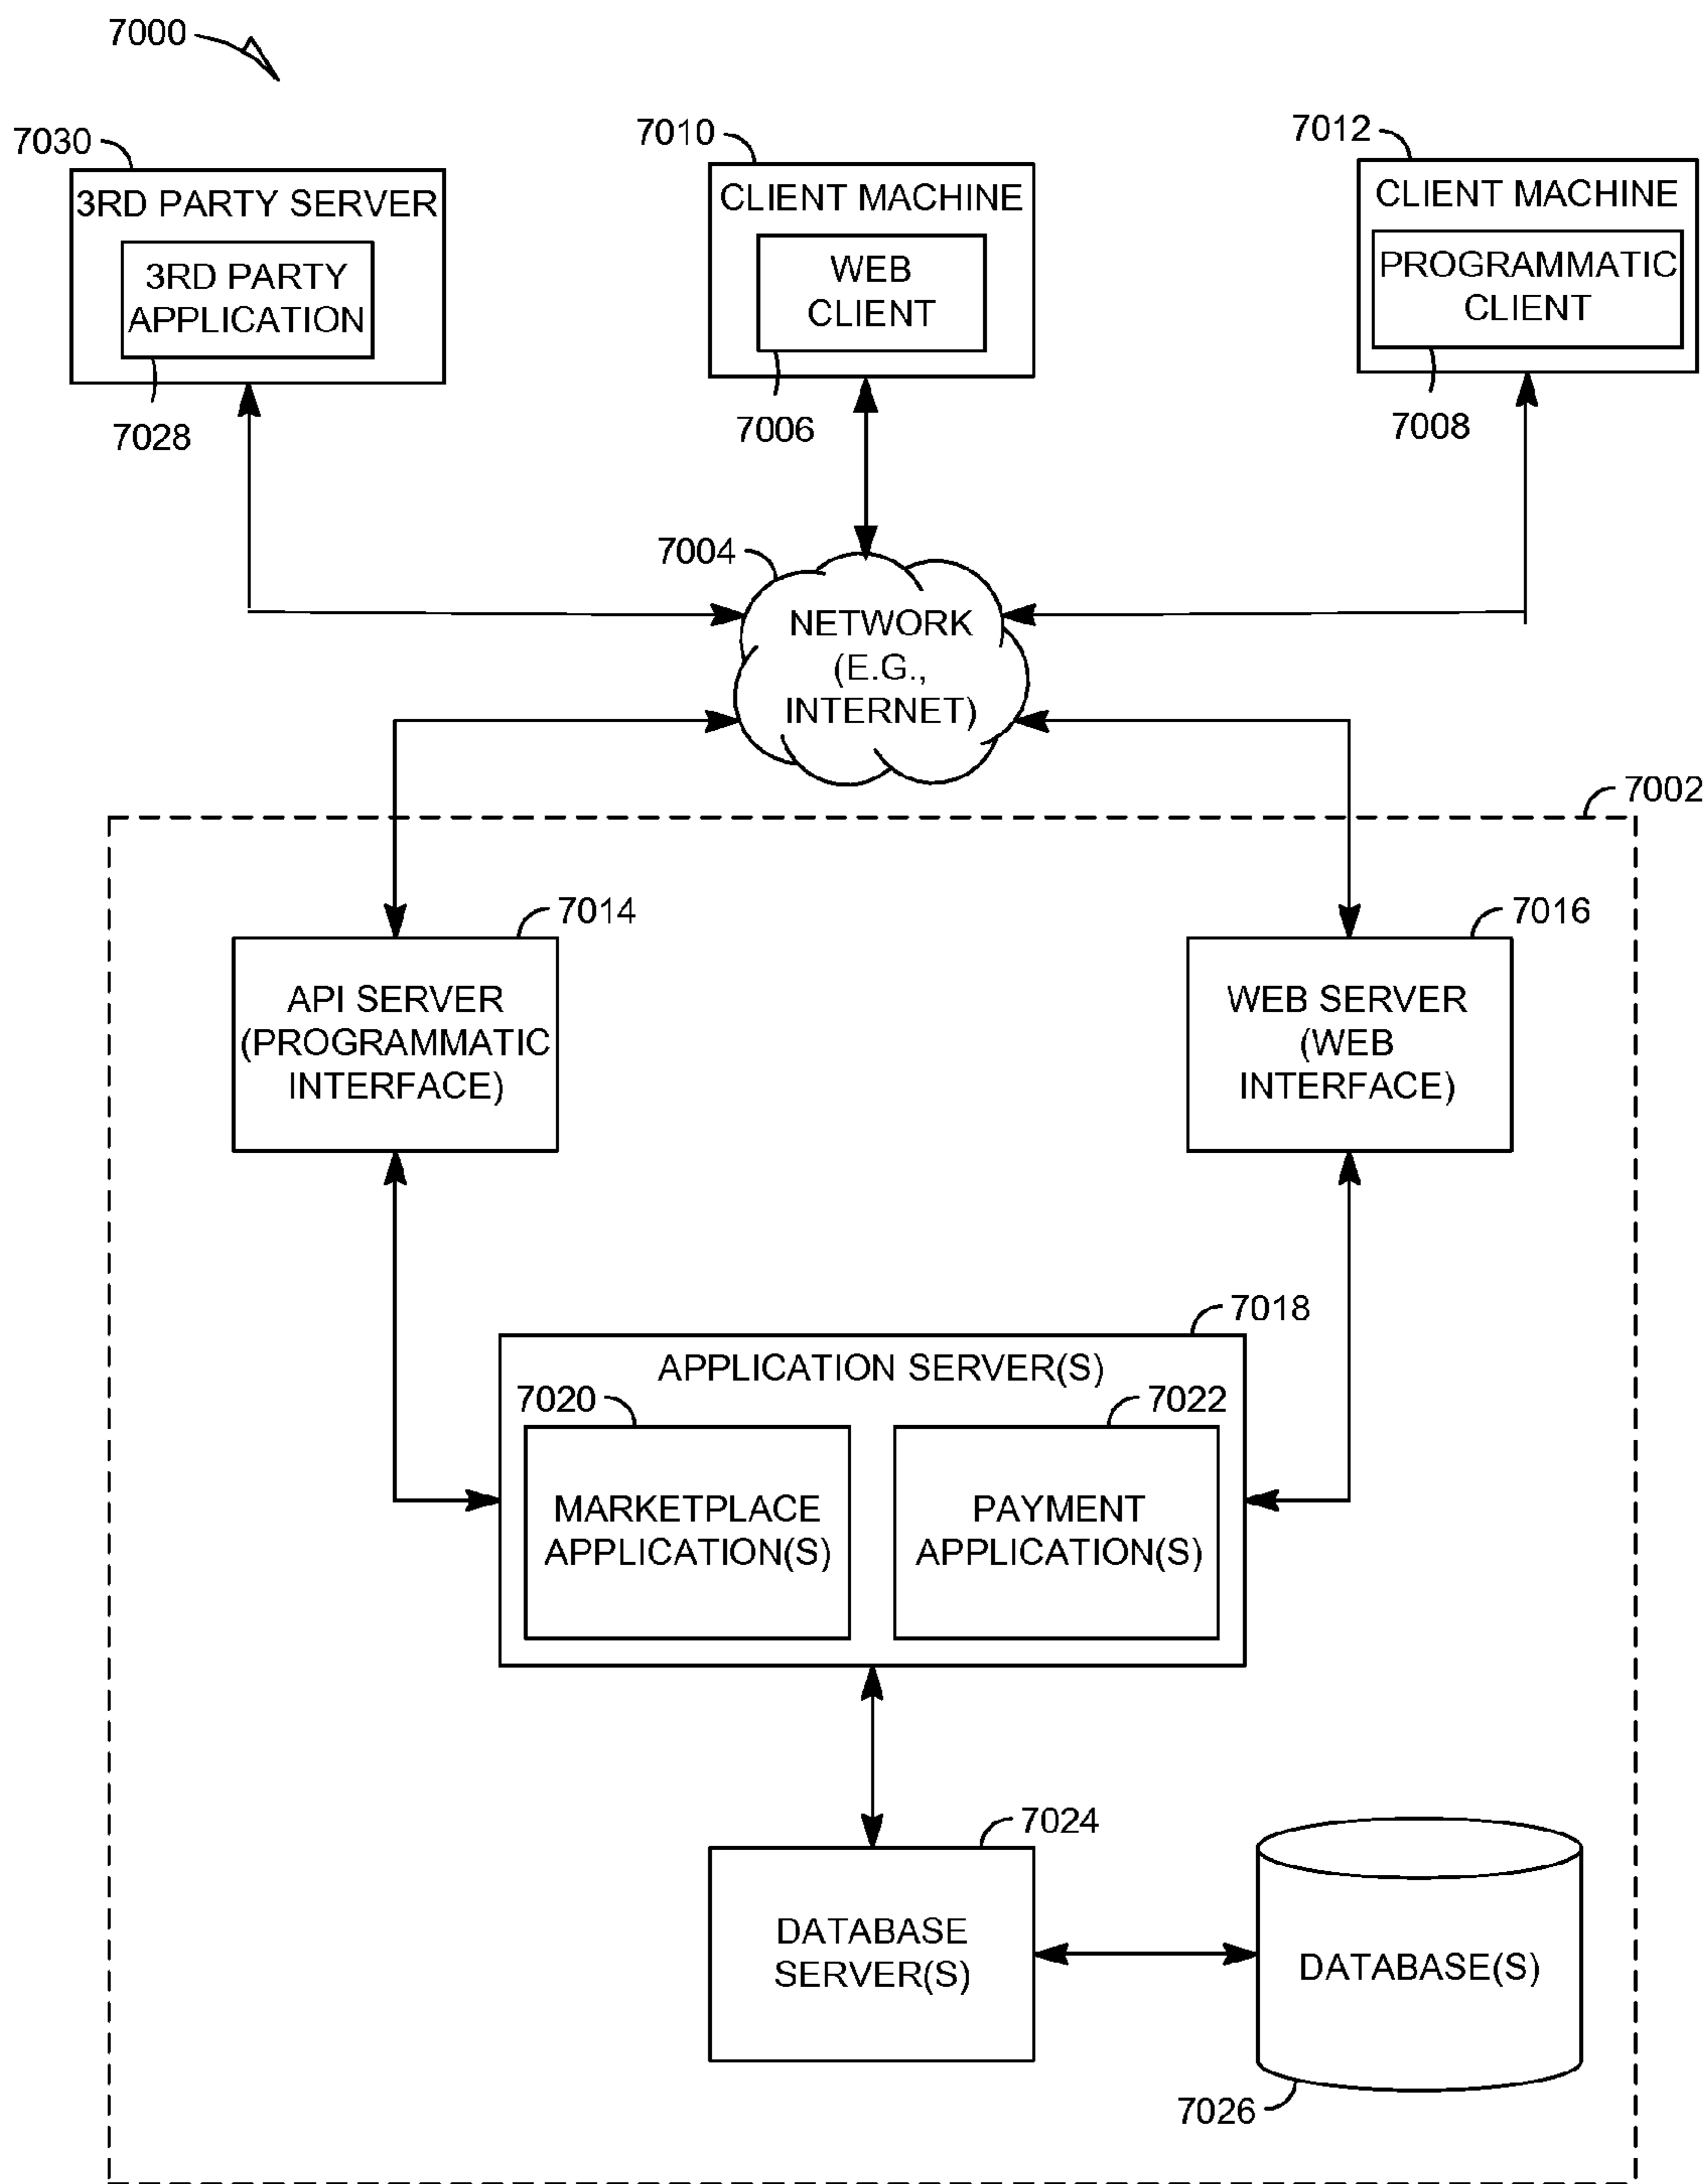 7000
7030
3RD PARTY SERVER
3RD PARTY
APPLICATION
7028
7010
CLIENT MACHINE
WEB
CLIENT
7006
7012
CLIENT MACHINE
PROGRAMMATIC
CLIENT
7008
7004
NETWORK
(E.G.,
INTERNET)
7002
7014
API SERVER
(PROGRAMMATIC
INTERFACE)
7016
WEB SERVER
(WEB
INTERFACE)
7018
APPLICATION SERVER(S)
7020
MARKETPLACE
APPLICATION(S)
7022
PAYMENT
APPLICATION(S)
7024
DATABASE
SERVER(S)
DATABASE(S)
7026